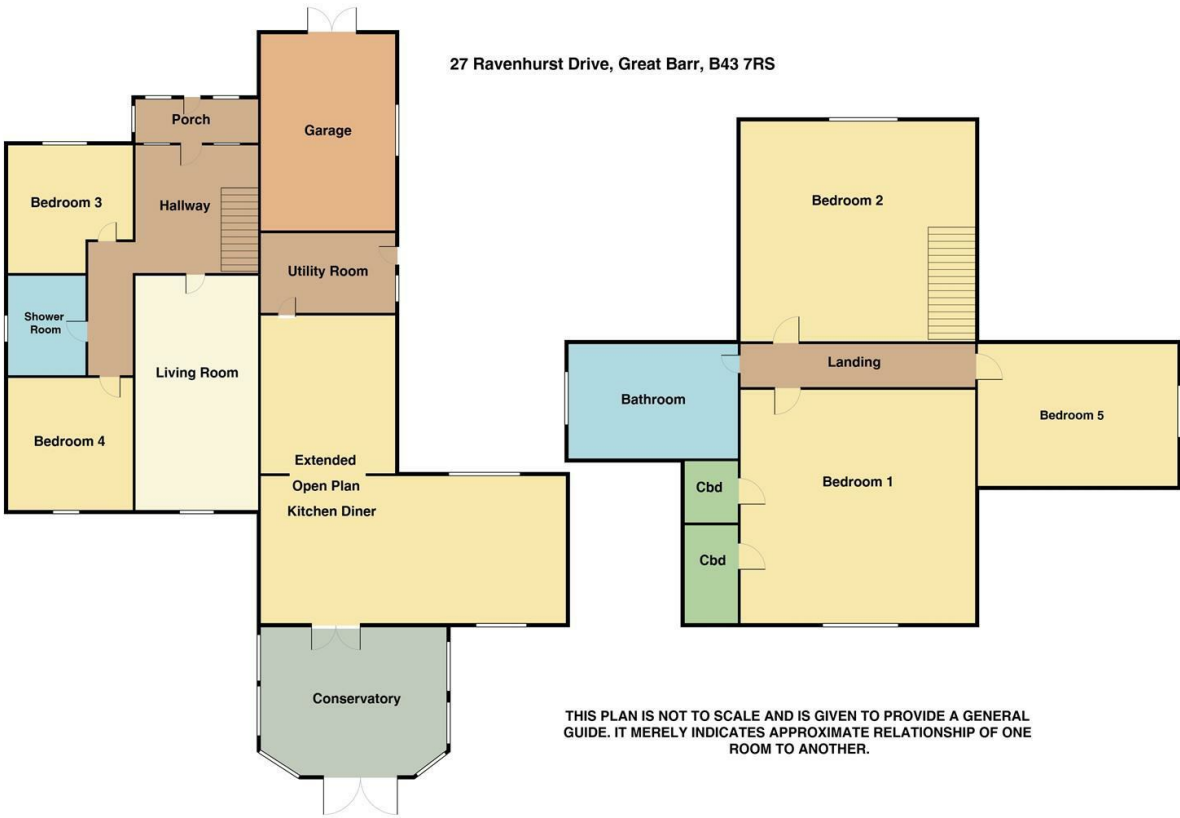 27 Ravenhurst Drive, Great Barr, B43 7RS
Porch
Garage
Bedroom 3
Hallway
Utility Room
Shower
Room
Living Room
Bedroom 4
Extended
Open Plan
Kitchen Diner
Conservatory
Bedroom 2
Landing
Bathroom
Bedroom 5
Bedroom 1
Cbd
Cbd
THIS PLAN IS NOT TO SCALE AND IS GIVEN TO PROVIDE A GENERAL
GUIDE. IT MERELY INDICATES APPROXIMATE RELATIONSHIP OF ONE
ROOM TO ANOTHER.